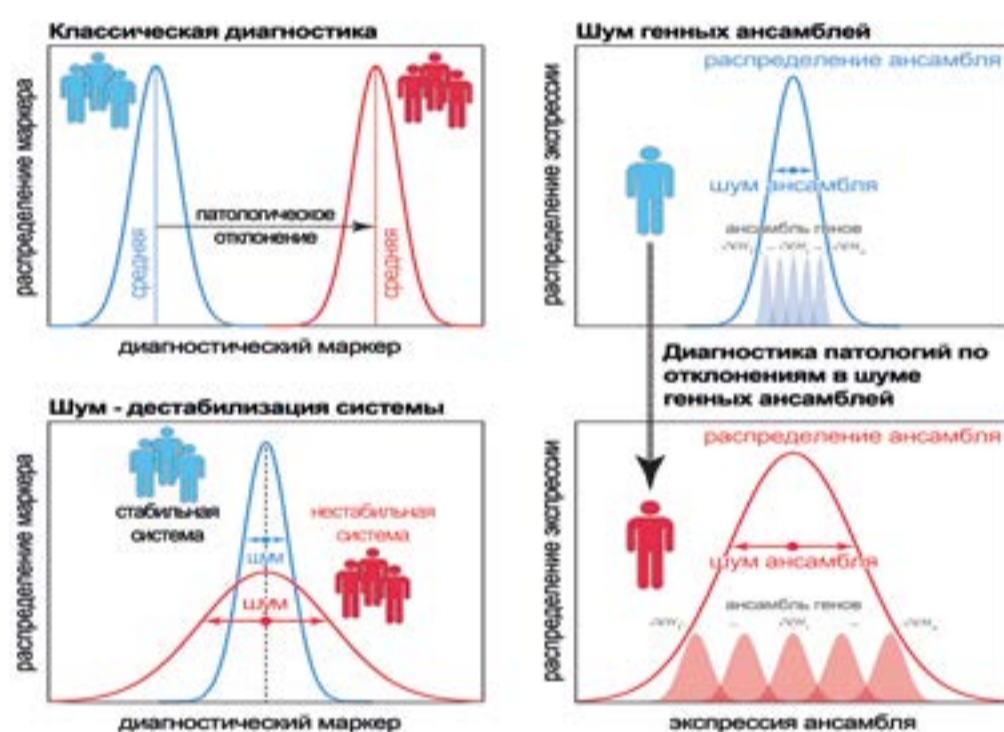 Классическая диагностика
распределение маркера
средняя
патологическое
отклонение
средняя
диагностический маркер
Шум - дестабилизация системы
распределение маркера
стабильная
система
нестабильная
система
шум
шум
диагностический маркер
Шум генных ансамблей
распределение экспрессии
распределение ансамбля
шум ансамбля
ансамбль генов
Диагностика патологий по
отклонениям в шуме
генных ансамблей
распределение экспрессии
распределение ансамбля
шум ансамбля
ансамбль генов
экспрессия ансамбля